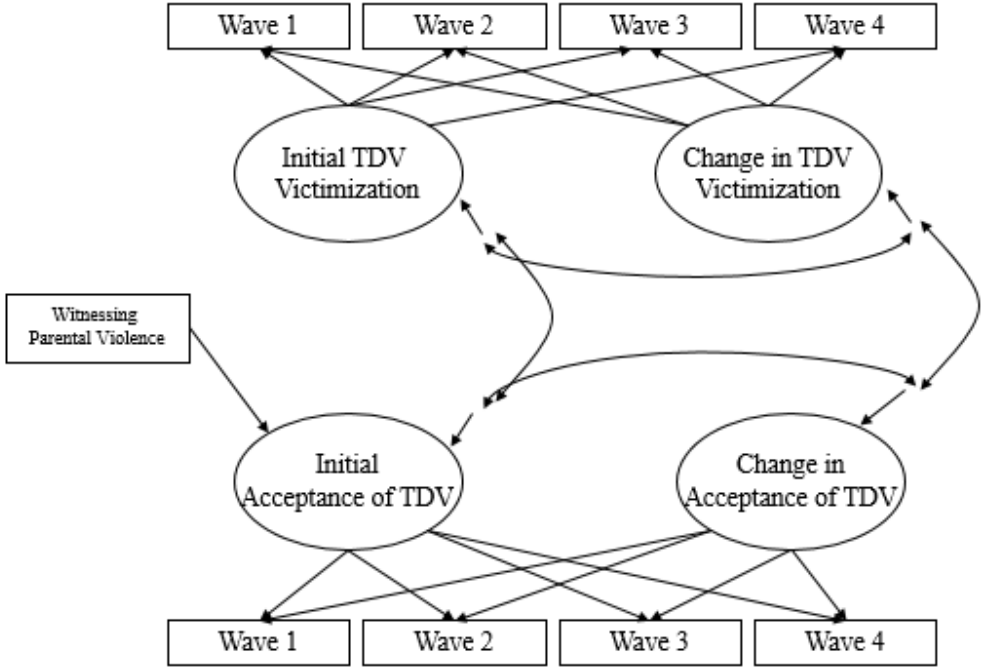 Wave 1
Wave 2
Wave 3
Wave 4
Initial TDV
Victimization
Change in TDV
Victimization
Witnessing
Parental Violence
Initial
Acceptance of TDV
Change in
Acceptance of TDV
Wave 1
Wave 2
Wave 3
Wave 4